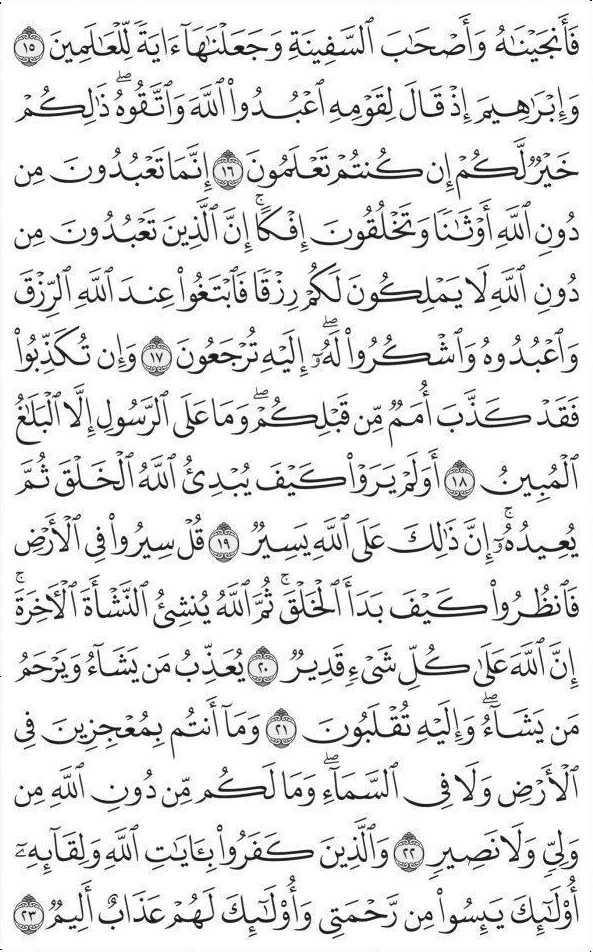 فَأَنجَيْنَٰهُ وَأَصْحَٰبَ ٱلسَّفِينَةِ وَجَعَلْنَٰهَآ ءَايَةً لِّلْعَٰلَمِينَ ١٥
وَإِبْرَٰهِيمَ إِذْ قَالَ لِقَوْمِهِ ٱعْبُدُوا۟ ٱللَّهَ وَٱتَّقُوهُ ۖ ذَٰلِكُمْ
خَيْرٌ لَّكُمْ إِن كُنتُمْ تَعْلَمُونَ ١٦ إِنَّمَا تَعْبُدُونَ مِن
دُونِ ٱللَّهِ أَوْثَٰنًا وَتَخْلُقُونَ إِفْكًا ۚ إِنَّ ٱلَّذِينَ تَعْبُدُونَ مِن
دُونِ ٱللَّهِ لَا يَمْلِكُونَ لَكُمْ رِزْقًا فَٱبْتَغُوا۟ عِندَ ٱللَّهِ ٱلرِّزْقَ
وَٱعْبُدُوهُ وَٱشْكُرُوا۟ لَهُۥٓ ۖ إِلَيْهِ تُرْجَعُونَ ١٧ وَإِن تُكَذِّبُوا۟
فَقَدْ كَذَّبَ أُمَمٌ مِّن قَبْلِكُمْ ۖ وَمَا عَلَى ٱلرَّسُولِ إِلَّا ٱلْبَلَٰغُ
ٱلْمُبِينُ ١٨ أَوَلَمْ يَرَوْا۟ كَيْفَ يُبْدِئُ ٱللَّهُ ٱلْخَلْقَ ثُمَّ
يُعِيدُهُۥٓ ۚ إِنَّ ذَٰلِكَ عَلَى ٱللَّهِ يَسِيرٌ ١٩ قُلْ سِيرُوا۟ فِى ٱلْأَرْضِ
فَٱنظُرُوا۟ كَيْفَ بَدَأَ ٱلْخَلْقَ ۚ ثُمَّ ٱللَّهُ يُنشِئُ ٱلنَّشْأَةَ ٱلْءَاخِرَةَ ۚ
إِنَّ ٱللَّهَ عَلَىٰ كُلِّ شَىْءٍ قَدِيرٌ ٢٠ يُعَذِّبُ مَن يَشَآءُ وَيَرْحَمُ
مَن يَشَآءُ ۖ وَإِلَيْهِ تُقْلَبُونَ ٢١ وَمَآ أَنتُم بِمُعْجِزِينَ فِى
ٱلْأَرْضِ وَلَا فِى ٱلسَّمَآءِ ۖ وَمَا لَكُم مِّن دُونِ ٱللَّهِ مِن
وَلِىٍّ وَلَا نَصِيرٍ ٢٢ وَٱلَّذِينَ كَفَرُوا۟ بِـَٔايَٰتِ ٱللَّهِ وَلِقَآئِهِۦٓ
أُو۟لَٰٓئِكَ يَئِسُوا۟ مِن رَّحْمَتِى وَأُو۟لَٰٓئِكَ لَهُمْ عَذَابٌ أَلِيمٌ ٢٣